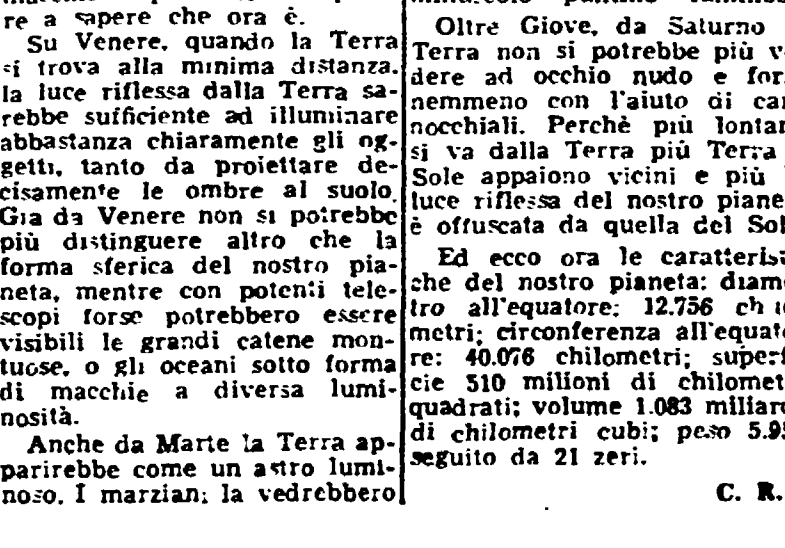 re a sapere che ora è.
Su Venere, quando la Terra
si trova alla minima distanza,
la luce riflessa dalla Terra sa-
rebbe sufficiente ad illuminare
abbastanza chiaramente gli og-
getti, tanto da proiettare de-
cisamente le ombre al suolo.
Gia da Venere non si potrebbe
più distinguere altro che la
forma sferica del nostro pia-
neta, mentre con potenti tele-
scopi forse potrebbero essere
visibili le grandi catene mon-
tuose, o gli oceani sotto forma
di macchie a diversa lumi-
nosità.
Anche da Marte la Terra ap-
parirebbe come un astro lumi-
noso. I marziani la vedrebbero
Oltre Giove, da Saturno
Terra non si potrebbe più v
dere ad occhio nudo e for
nemmeno con l'aiuto di can
nocchiali. Perchè più lontan
si va dalla Terra più Terra
Sole appaiono vicini e più
luce riflessa del nostro piane
è offuscata da quella del Sol
Ed ecco ora le caratterist
che del nostro pianeta: diame
tro all'equatore: 12.756 chilo
metri; circonferenza all'equato
re: 40.076 chilometri; superf
cie 510 milioni di chilomet
quadrati; volume 1.083 miliar
di chilometri cubi; peso 5.95
seguito da 21 zeri.
C. R.